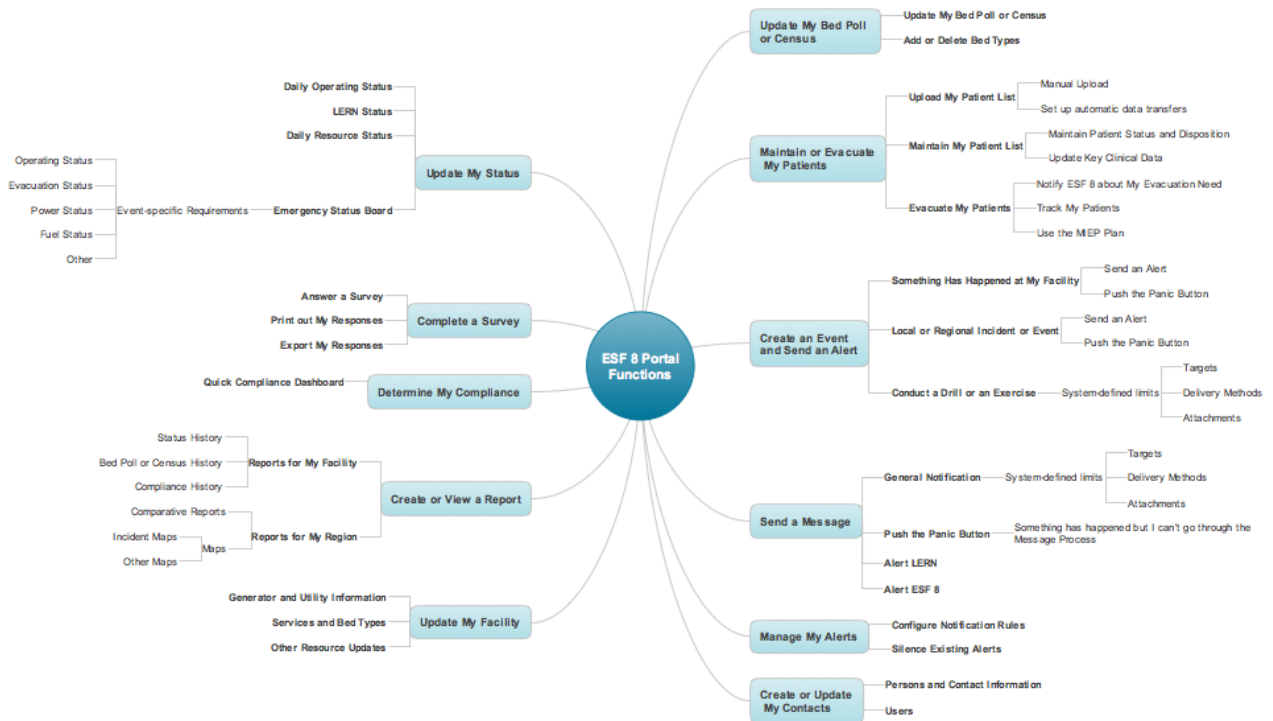 ESF 8 Portal
Functions
Update My Bed Poll
or Census
Update My Bed Poll or Census
Add or Delete Bed Types
Maintain or Evacuate
My Patients
Upload My Patient List
Manual Upload
Set up automatic data transfers
Maintain My Patient List
Maintain Patient Status and Disposition
Update Key Clinical Data
Evacuate My Patients
Notify ESF 8 about My Evacuation Need
Track My Patients
Use the MIEP Plan
Create an Event
and Send an Alert
Something Has Happened at My Facility
Send an Alert
Push the Panic Button
Local or Regional Incident or Event
Send an Alert
Push the Panic Button
Conduct a Drill or an Exercise
System-defined limits
Targets
Delivery Methods
Attachments
Send a Message
General Notification
System-defined limits
Targets
Delivery Methods
Attachments
Push the Panic Button
Something has happened but I can't go through the
Message Process
Alert LERN
Alert ESF 8
Manage My Alerts
Configure Notification Rules
Silence Existing Alerts
Create or Update
My Contacts
Persons and Contact Information
Users
Update My Status
Daily Operating Status
LERN Status
Daily Resource Status
Emergency Status Board
Event-specific Requirements
Operating Status
Evacuation Status
Power Status
Fuel Status
Other
Complete a Survey
Answer a Survey
Print out My Responses
Export My Responses
Determine My Compliance
Quick Compliance Dashboard
Create or View a Report
Reports for My Facility
Status History
Bed Poll or Census History
Compliance History
Reports for My Region
Comparative Reports
Maps
Incident Maps
Other Maps
Update My Facility
Generator and Utility Information
Services and Bed Types
Other Resource Updates